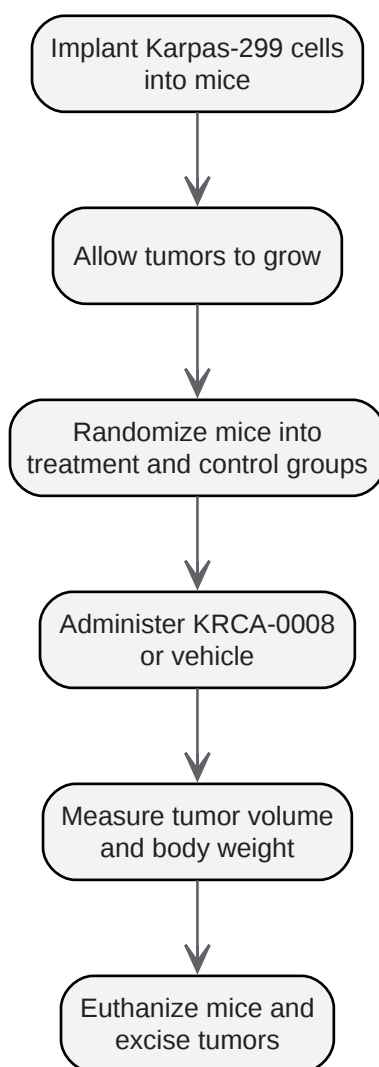 Implant Karpas-299 cells
into mice
Allow tumors to grow
Randomize mice into
treatment and control groups
Administer KRCA-0008
or vehicle
Measure tumor volume
and body weight
Euthanize mice and
excise tumors